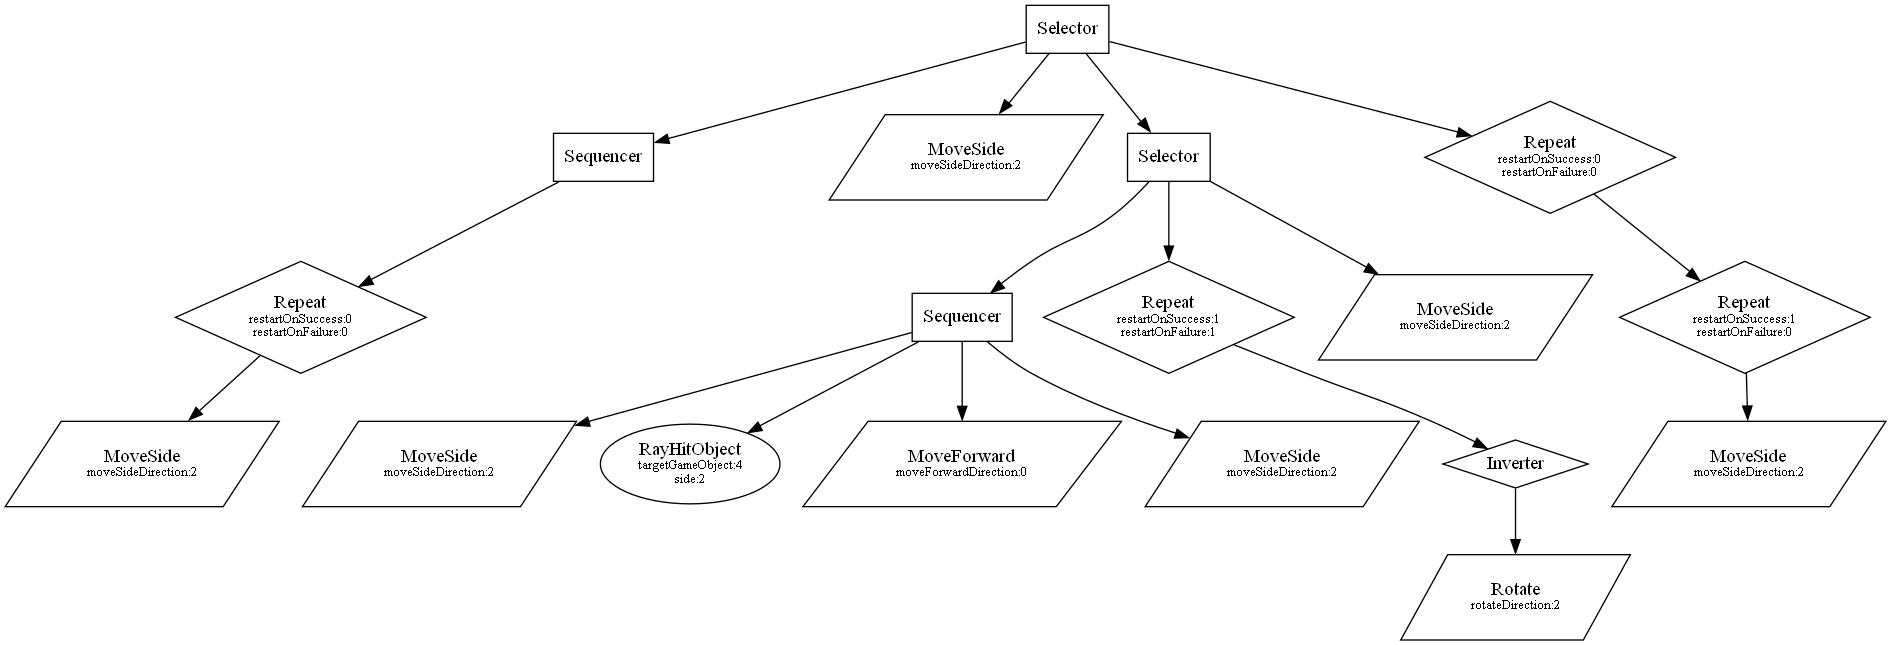 Selector
Sequencer
MoveSide
moveSideDirection:2
Selector
Repeat
restartOnSuccess:0
restartOnFailure:0
Repeat
restartOnSuccess:0
restartOnFailure:0
Sequencer
Repeat
restartOnSuccess:1
restartOnFailure:1
MoveSide
moveSideDirection:2
Repeat
restartOnSuccess:1
restartOnFailure:0
MoveSide
moveSideDirection:2
MoveSide
moveSideDirection:2
RayHitObject
targetGameObject:4
side:2
MoveForward
moveForwardDirection:0
MoveSide
moveSideDirection:2
Inverter
MoveSide
moveSideDirection:2
Rotate
rotateDirection:2